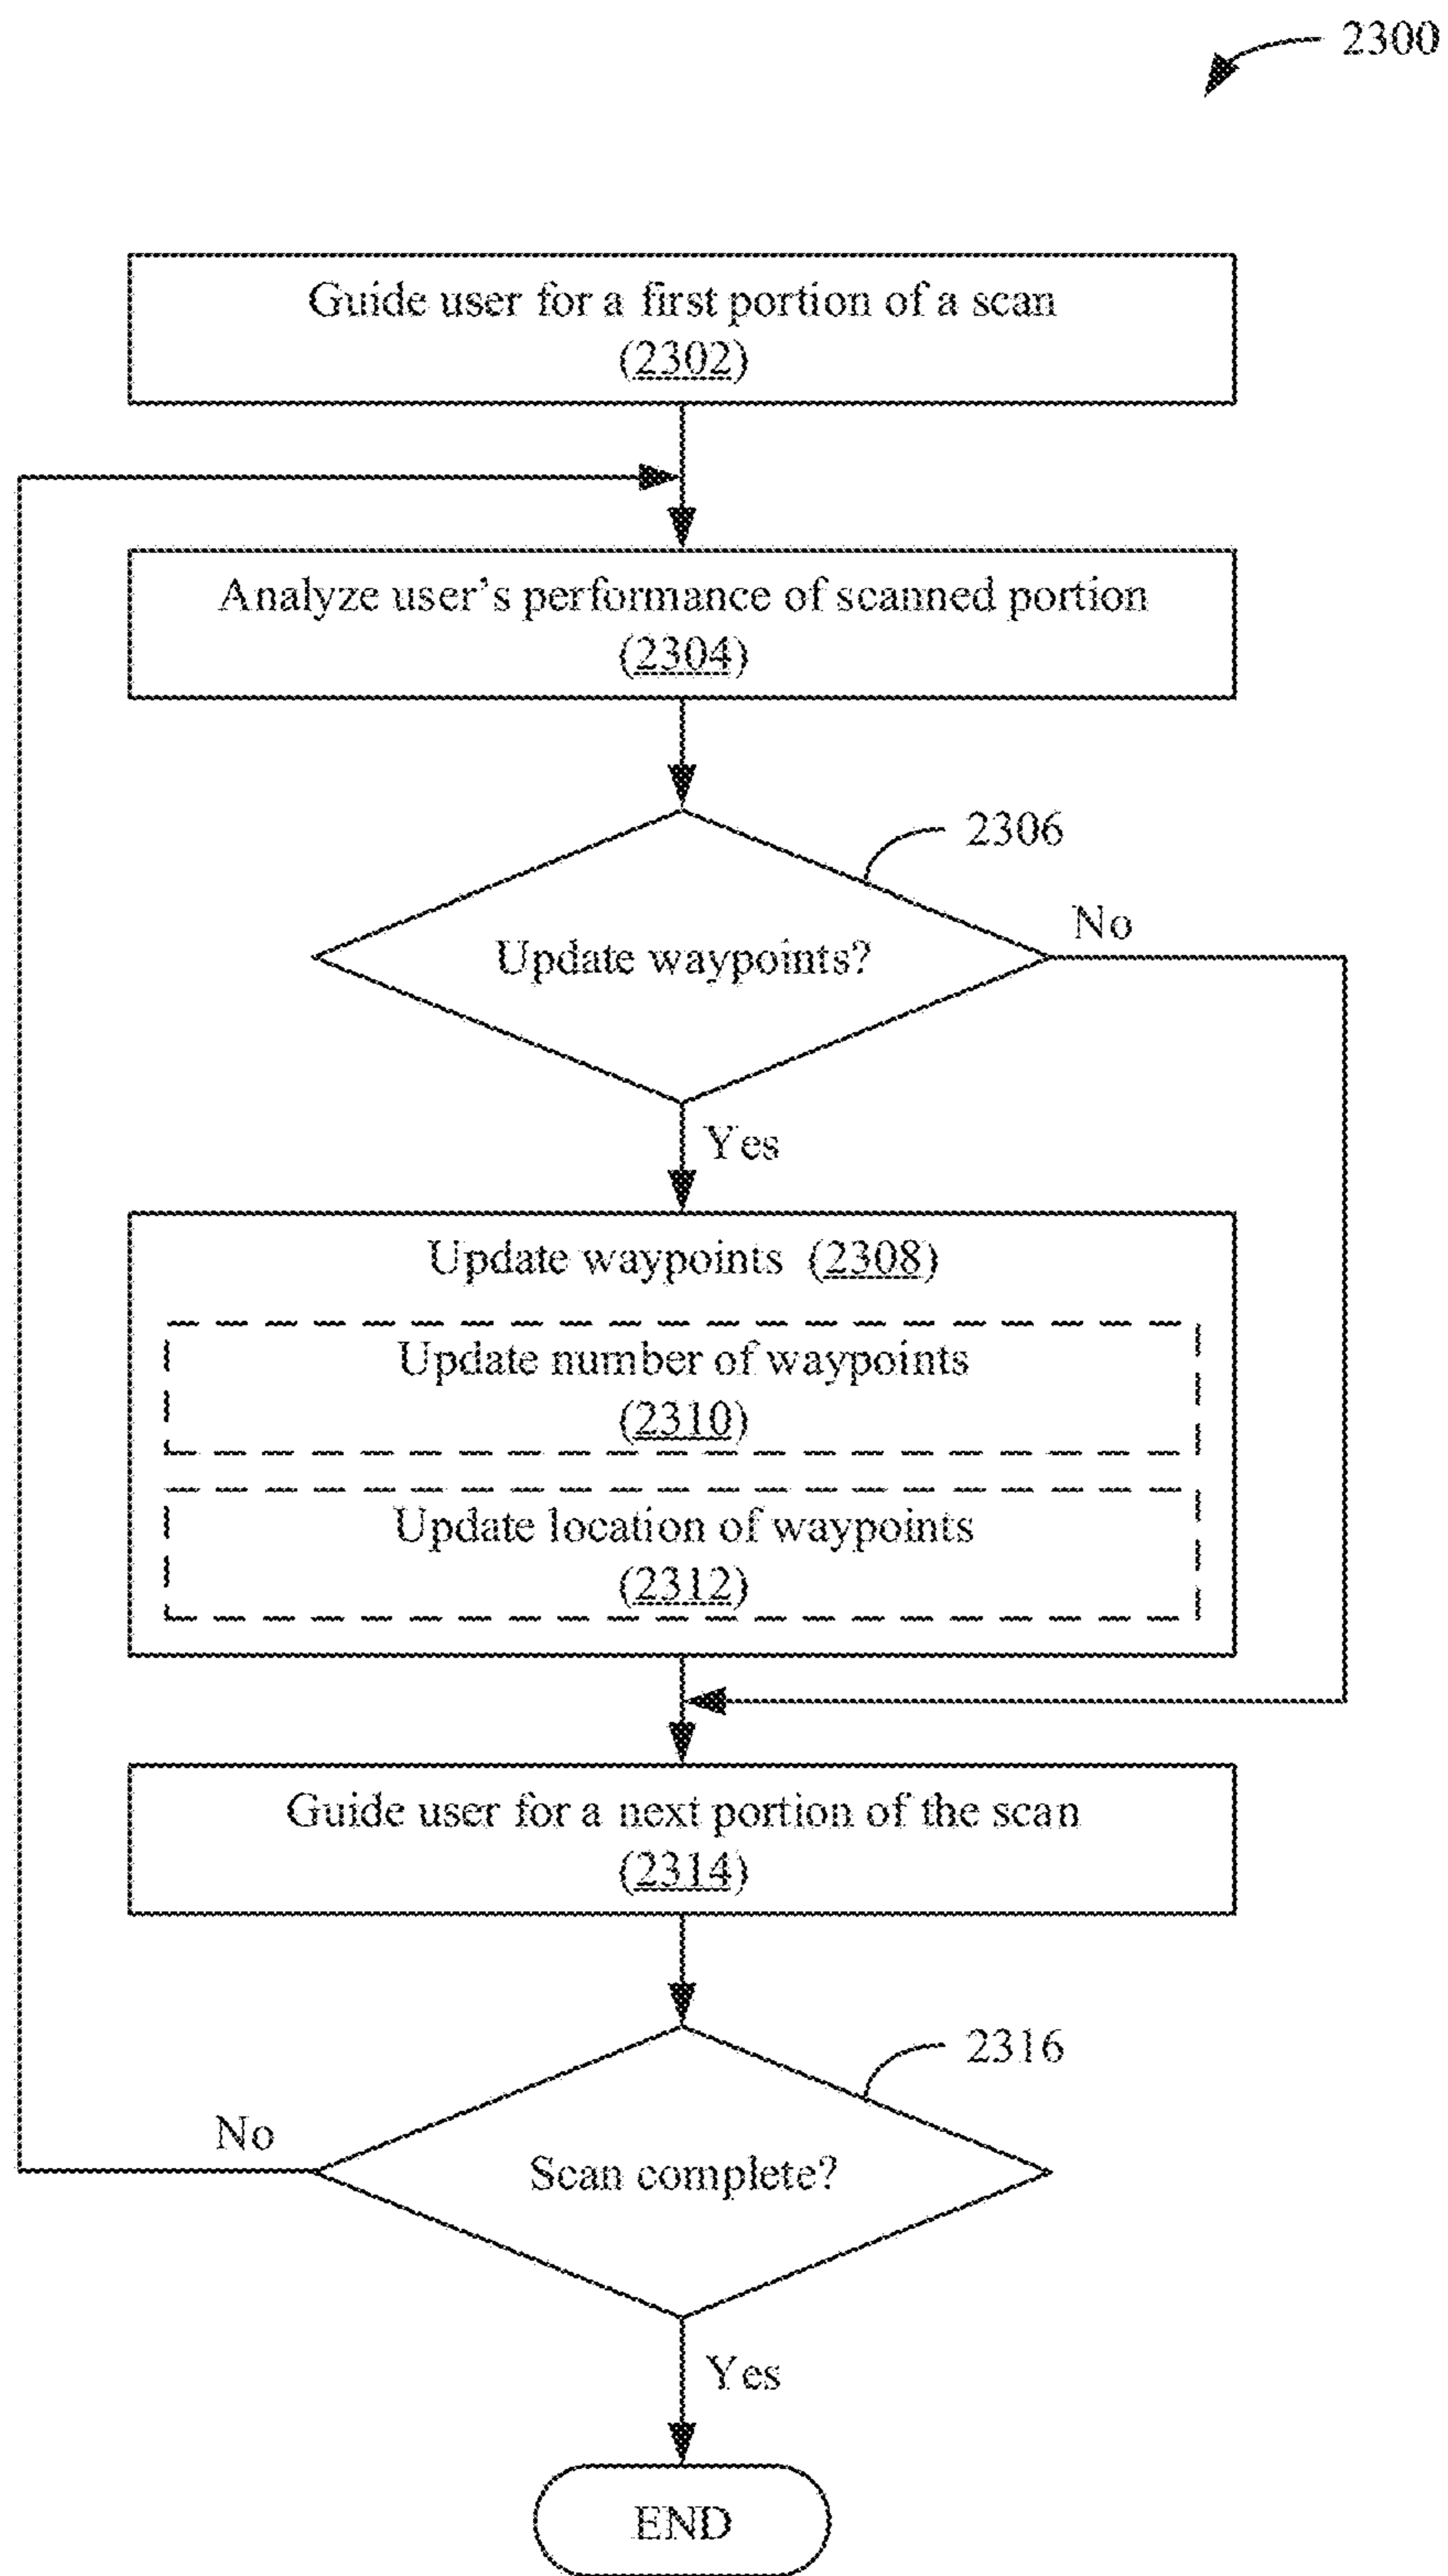 2300
Guide user for a first portion of a scan
(2302)
Analyze user's performance of scanned portion
(2304)
2306
No
Update waypoints?
Yes
Update waypoints (2308)
Update number of waypoints
(2310)
Update location of waypoints
(2312)
Guide user for a next portion of the scan
(2314)
2316
No
Scan complete?
Yes
END